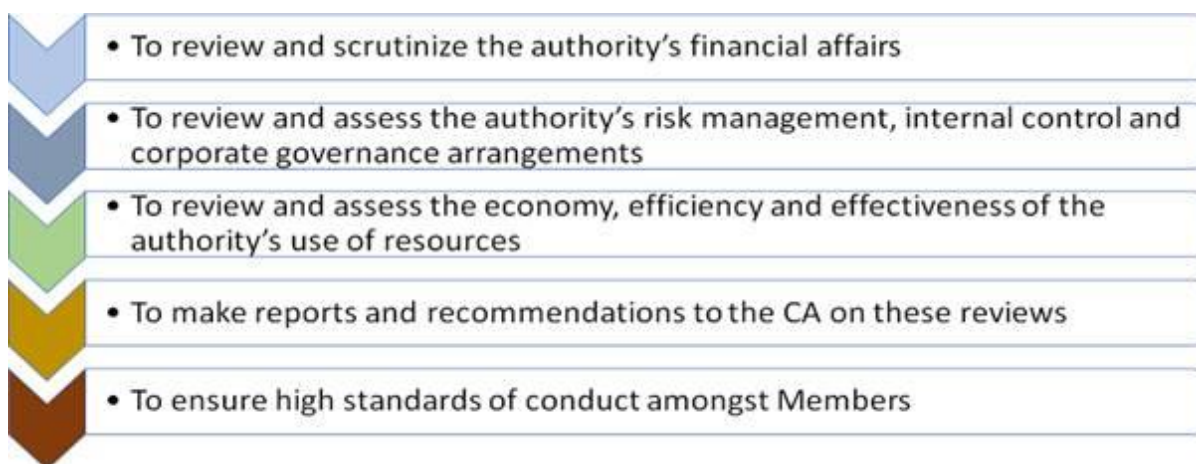 • To review and scrutinize the authority’s financial affairs
• To review and assess the authority’s risk management, internal control and
corporate governance arrangements
• To review and assess the economy, efficiency and effectiveness of the
authority’s use of resources
• To make reports and recommendations to the CA on these reviews
• To ensure high standards of conduct amongst Members